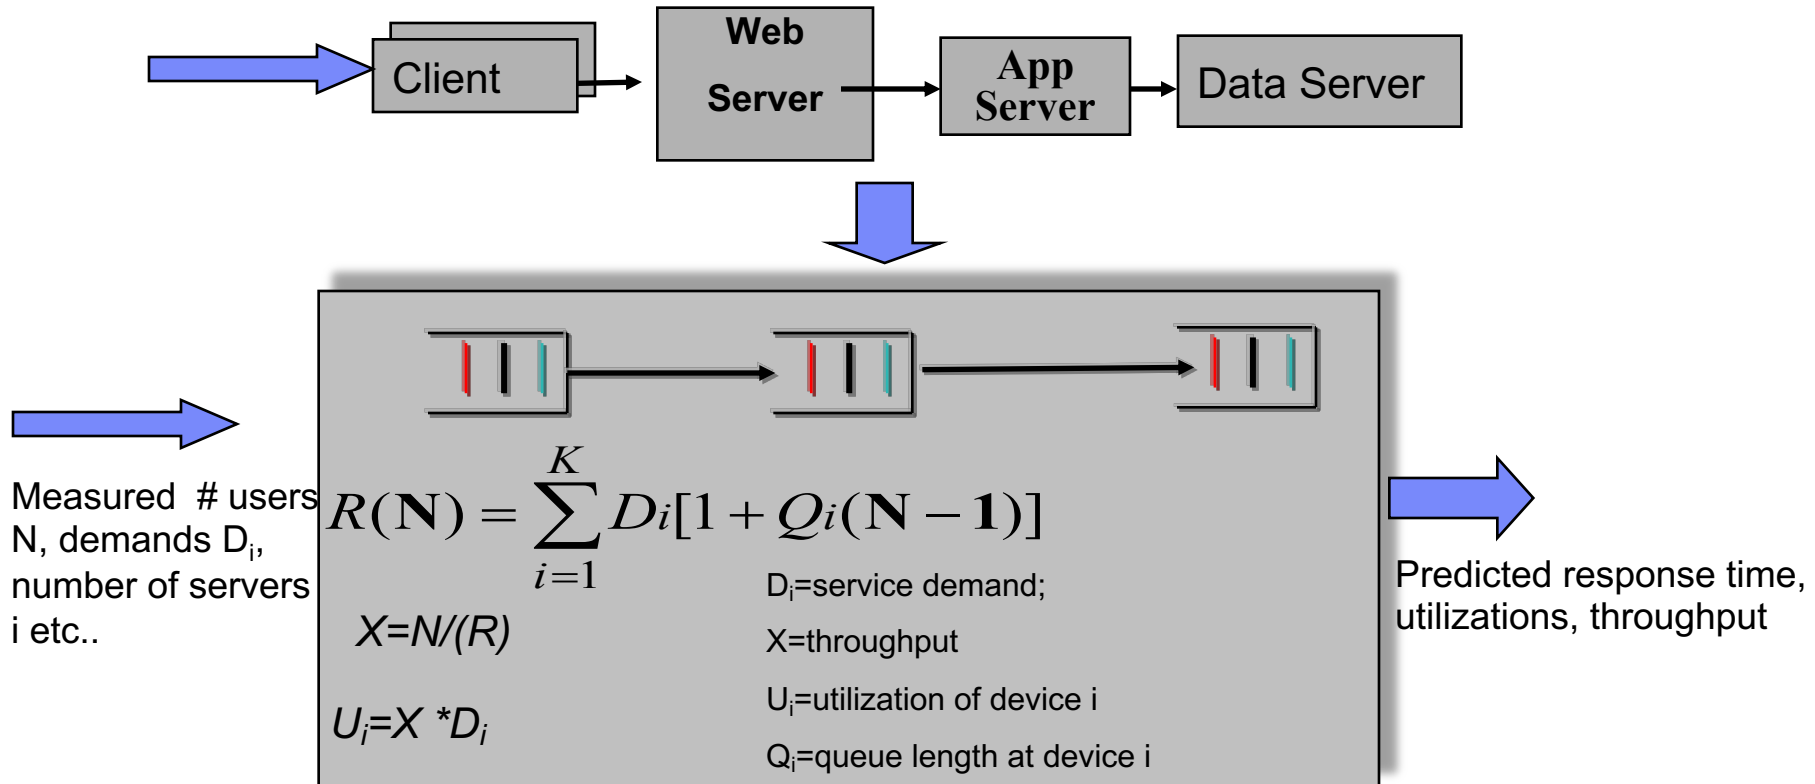 Client
Web
Server
App
Server
Data Server
Measured # users
N, demands Dᵢ,
number of servers
i etc..
R(N) = \sum_{i=1}^{K} Di[1 + Qi(N − 1)]
X=N/(R)
Uᵢ=X *Dᵢ
Dᵢ=service demand;
X=throughput
Uᵢ=utilization of device i
Qᵢ=queue length at device i
Predicted response time,
utilizations, throughput